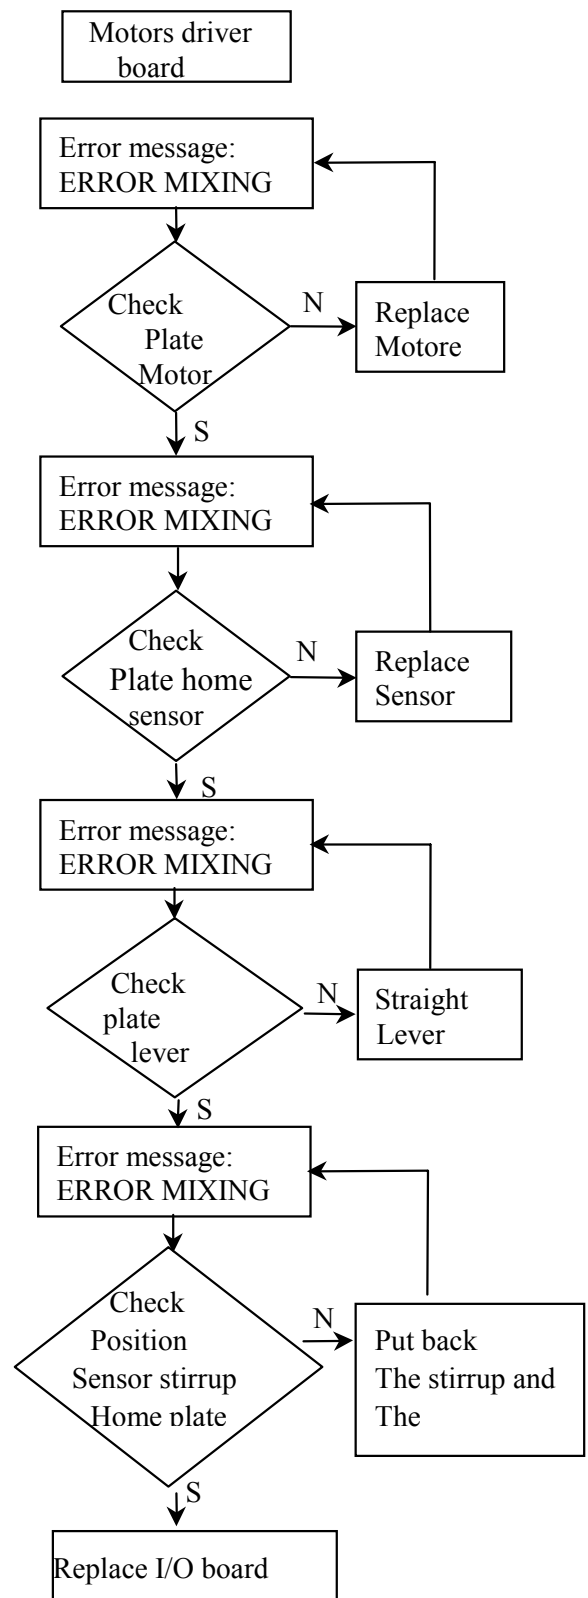 Motors driver
board
Error message:
ERROR MIXING
Check
Plate
Motor
N
Replace
Motore
S
Error message:
ERROR MIXING
Check
Plate home
sensor
N
Replace
Sensor
S
Error message:
ERROR MIXING
Check
plate
lever
N
Straight
Lever
S
Error message:
ERROR MIXING
Check
Position
Sensor stirrup
Home plate
N
Put back
The stirrup and
The
S
Replace I/O board